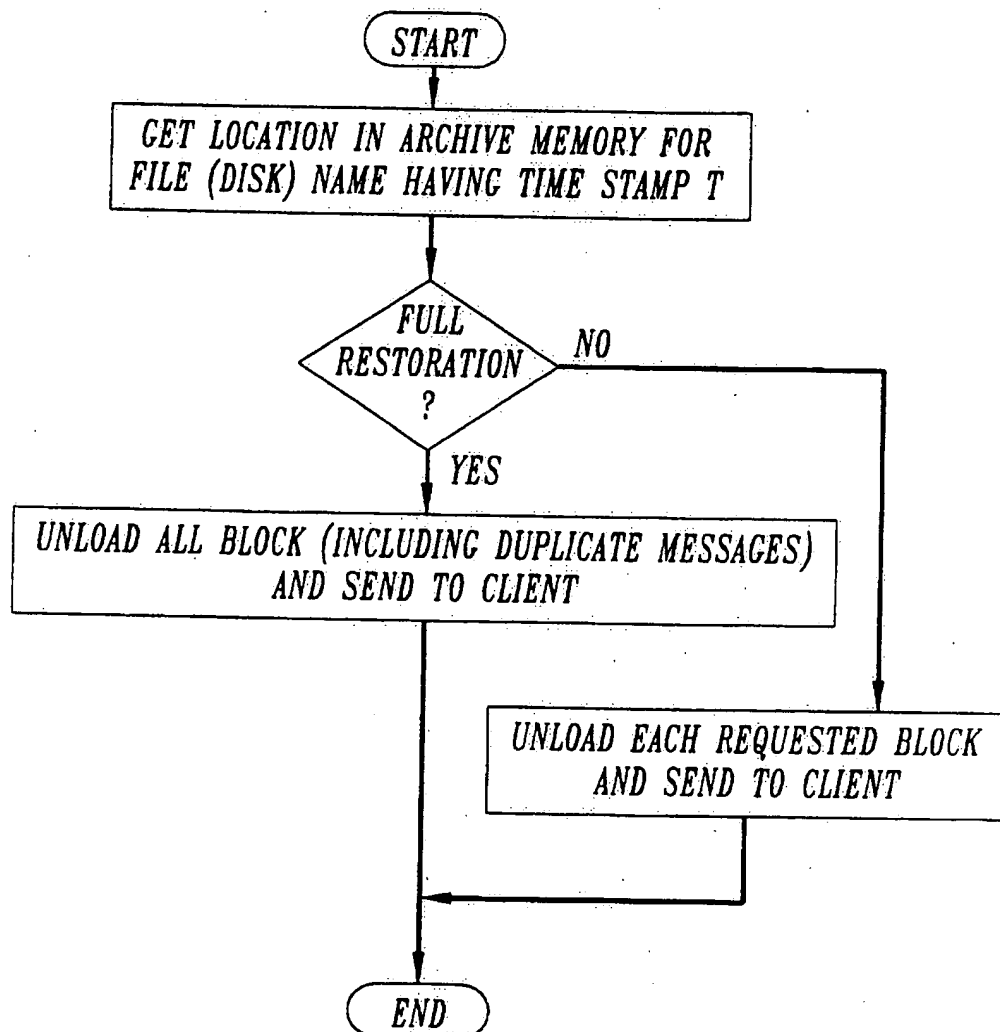 START
GET LOCATION IN ARCHIVE MEMORY FOR
FILE (DISK) NAME HAVING TIME STAMP T
FULL
RESTORATION
?
NO
YES
UNLOAD ALL BLOCK (INCLUDING DUPLICATE MESSAGES)
AND SEND TO CLIENT
UNLOAD EACH REQUESTED BLOCK
AND SEND TO CLIENT
END